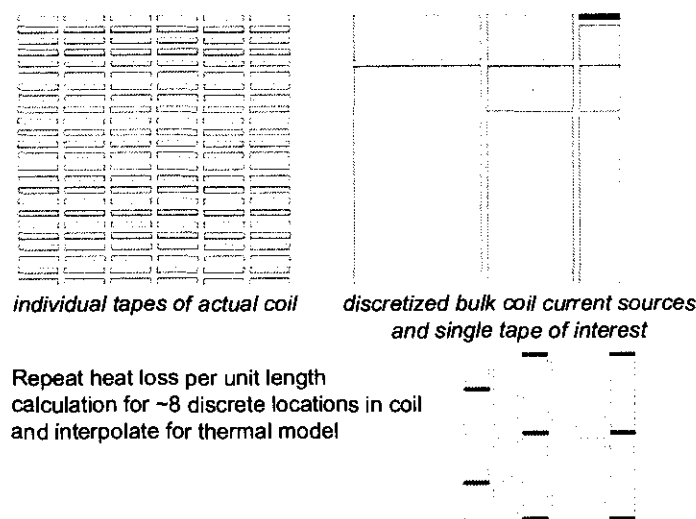 individual tapes of actual coil
discretized bulk coil current sources
and single tape of interest
Repeat heat loss per unit length
calculation for ~8 discrete locations in coil
and interpolate for thermal model